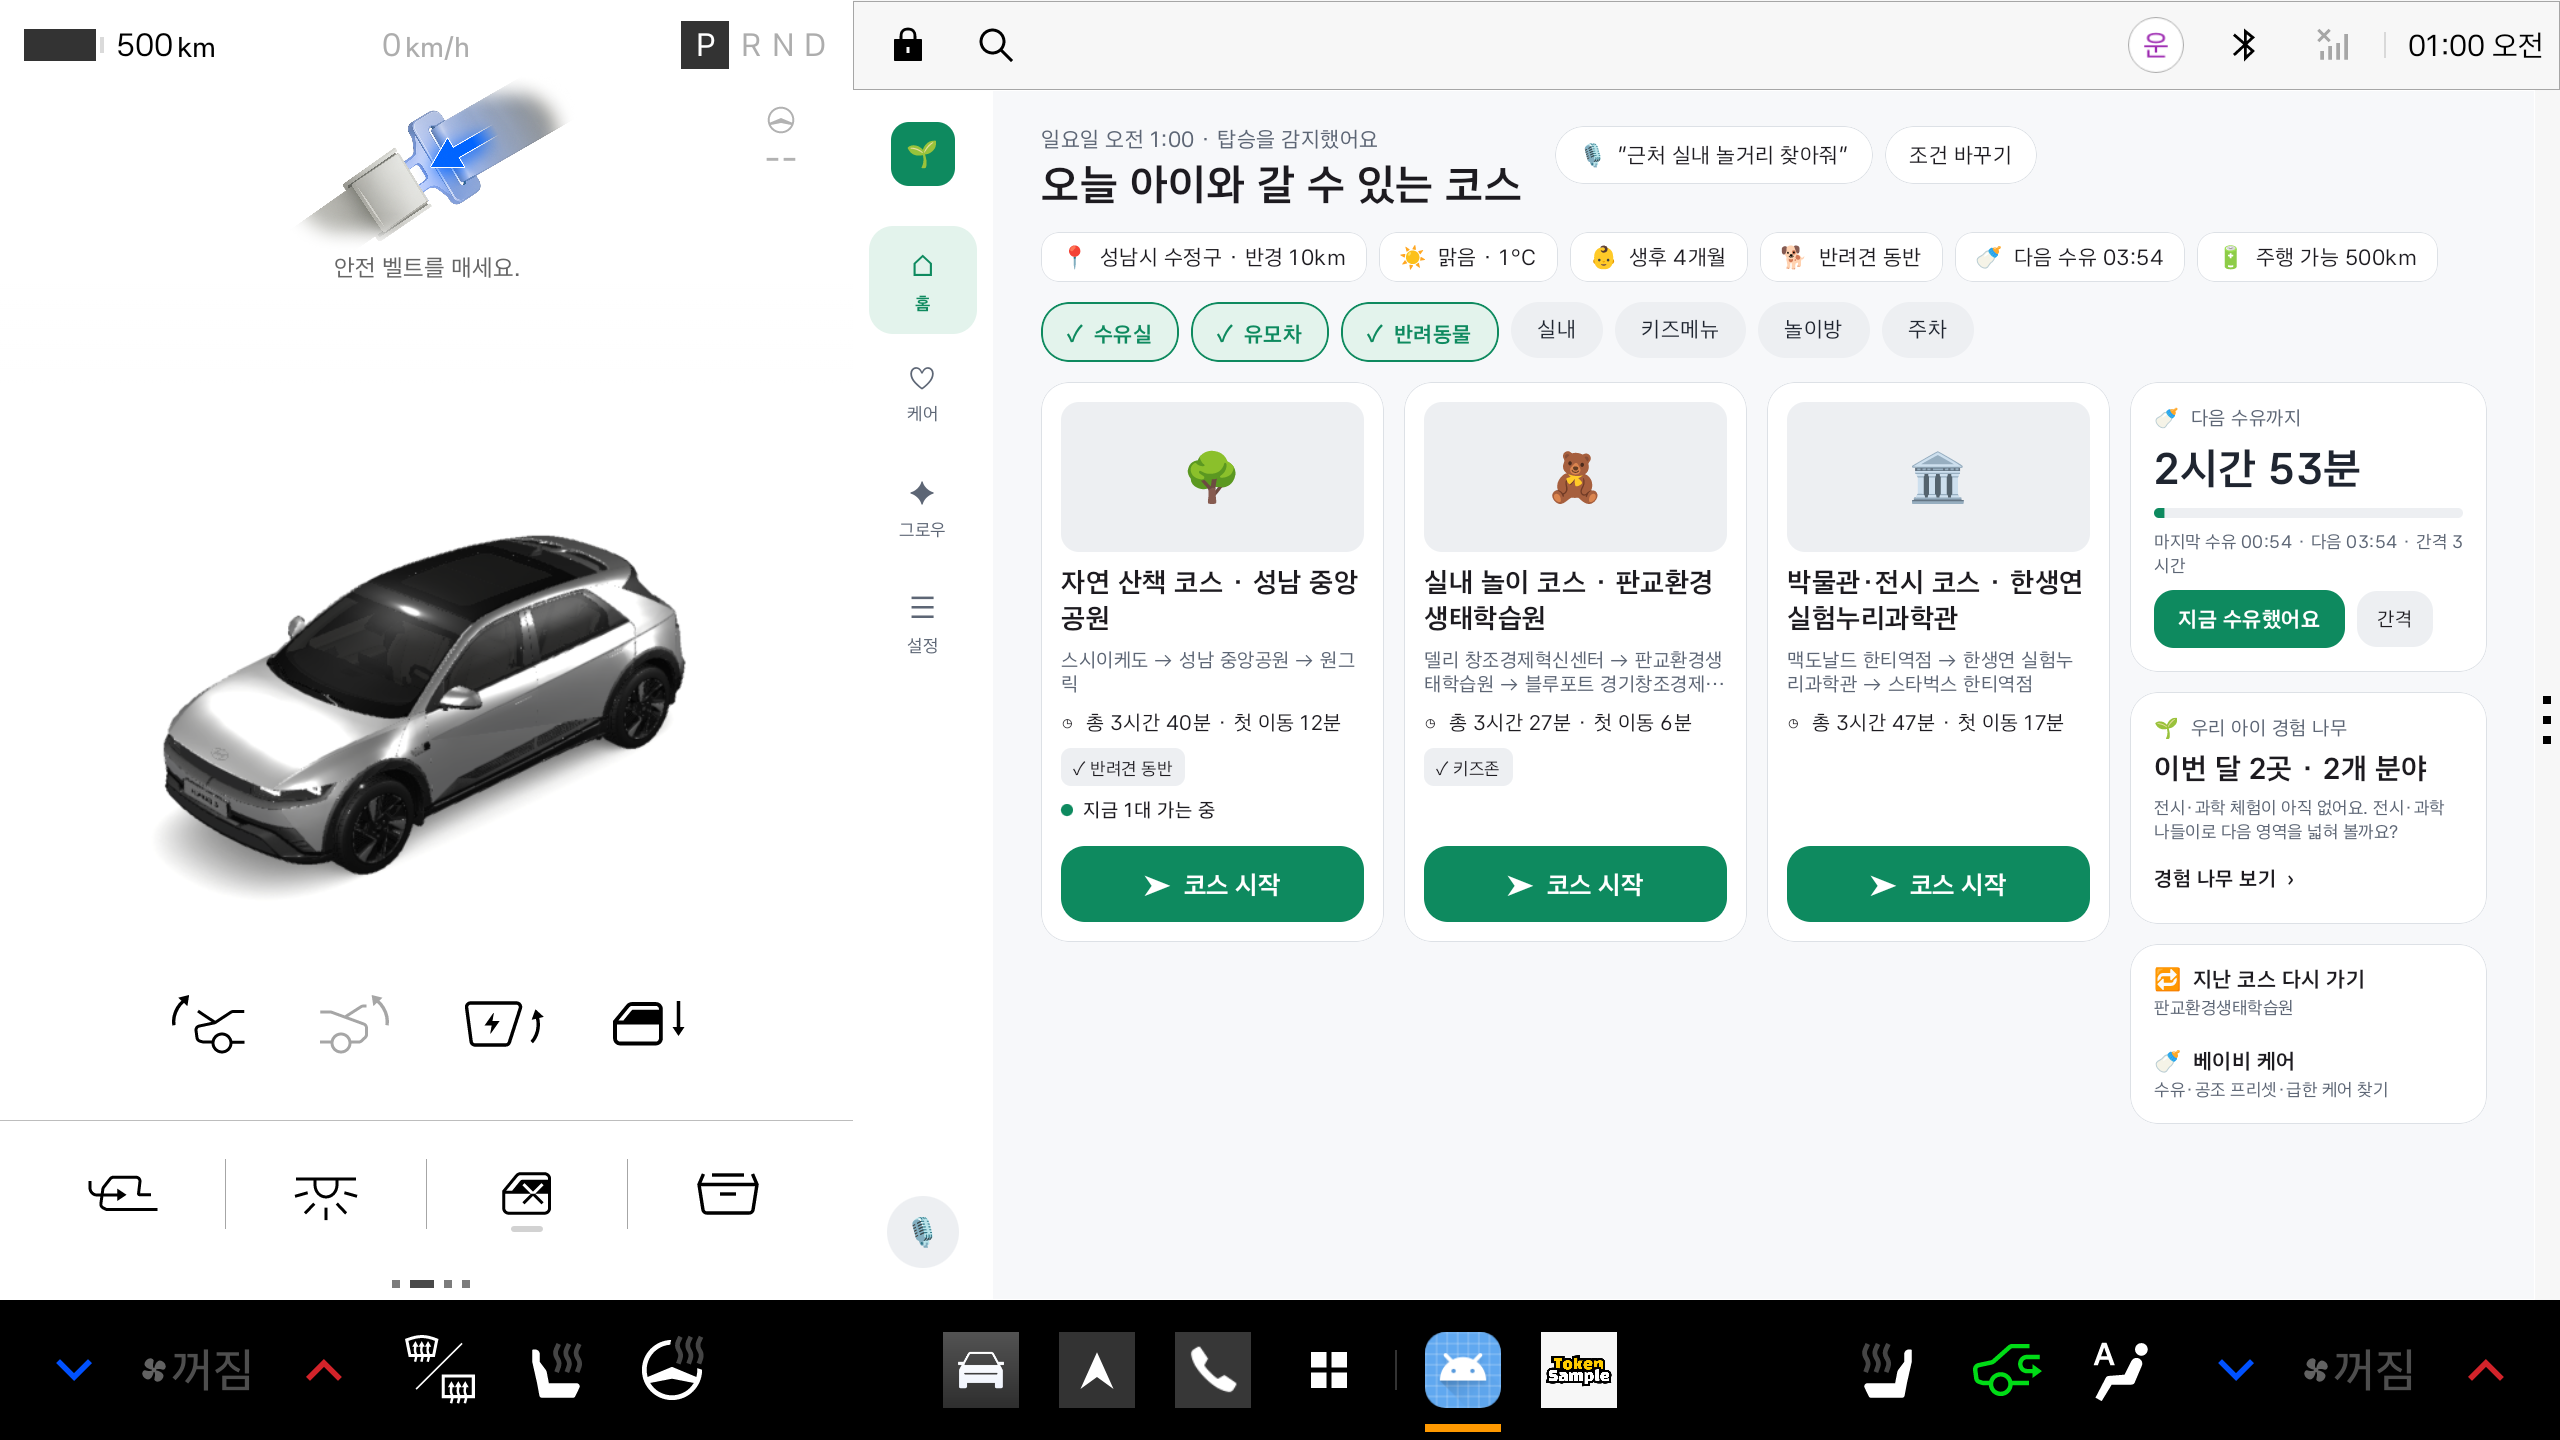 500 km
0 km/h
P R N D
운
01:00 오전
안전 벨트를 매세요.
홈
케어
그로우
설정
일요일 오전 1:00 · 탑승을 감지했어요
오늘 아이와 갈 수 있는 코스
"근처 실내 놀거리 찾아줘"
조건 바꾸기
성남시 수정구 · 반경 10km
맑음 · 1°C
생후 4개월
반려견 동반
다음 수유 03:54
주행 가능 500km
✓ 수유실
✓ 유모차
✓ 반려동물
실내
키즈메뉴
놀이방
주차
자연 산책 코스 · 성남 중앙
공원
스시이케도 → 성남 중앙공원 → 원그
릭
총 3시간 40분 · 첫 이동 12분
✓ 반려견 동반
지금 1대 가는 중
코스 시작
실내 놀이 코스 · 판교환경
생태학습원
델리 창조경제혁신센터 → 판교환경생
태학습원 → 블루포트 경기창조경제…
총 3시간 27분 · 첫 이동 6분
✓ 키즈존
코스 시작
박물관·전시 코스 · 한생연
실험누리과학관
맥도날드 한티역점 → 한생연 실험누
리과학관 → 스타벅스 한티역점
총 3시간 47분 · 첫 이동 17분
코스 시작
다음 수유까지
2시간 53분
마지막 수유 00:54 · 다음 03:54 · 간격 3
시간
지금 수유했어요
간격
우리 아이 경험 나무
이번 달 2곳 · 2개 분야
전시·과학 체험이 아직 없어요. 전시·과학
나들이로 다음 영역을 넓혀 볼까요?
경험 나무 보기 ›
지난 코스 다시 가기
판교환경생태학습원
베이비 케어
수유·공조 프리셋·급한 케어 찾기
꺼짐
Token
Sample
A
꺼짐